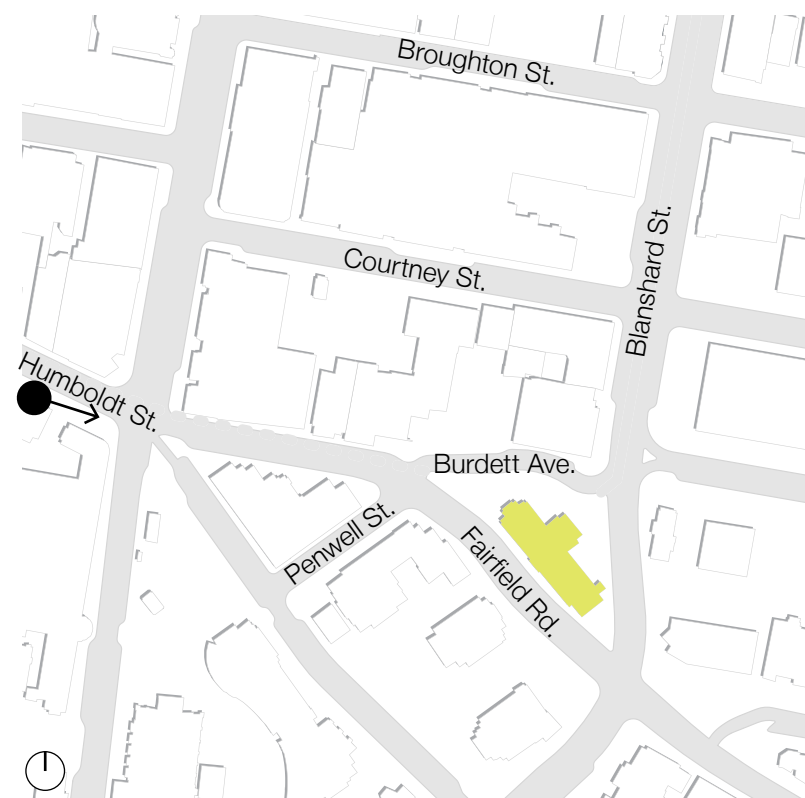 Broughton St.
Courtney St.
Blanshard St.
Humboldt St.
Burdett Ave.
Penwell St.
Fairfield Rd.